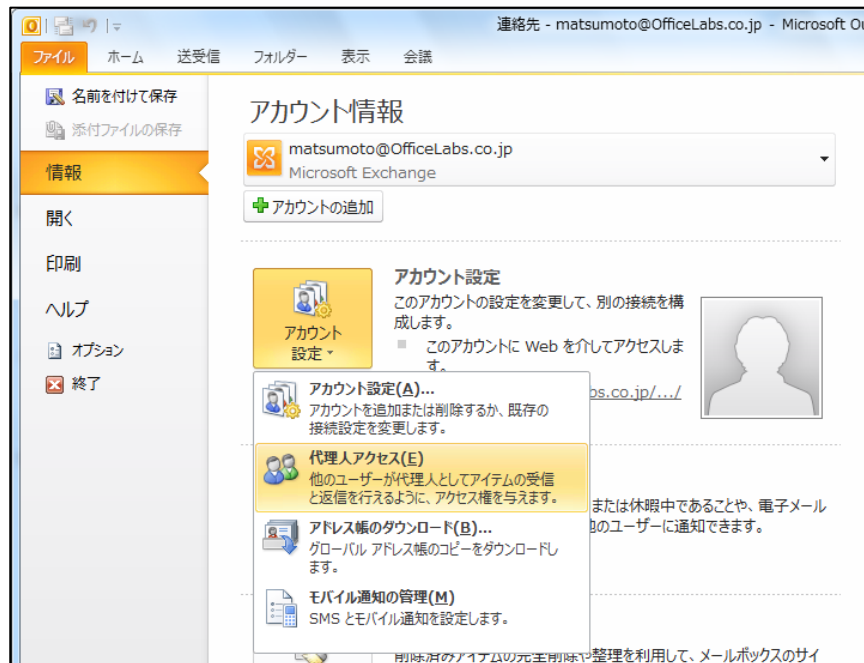 連絡先 - matsumoto@OfficeLabs.co.jp - Microsoft Ou
ファイル ホーム 送受信 フォルダー 表示 会議
名前を付けて保存
添付ファイルの保存
情報
開く
印刷
ヘルプ
オプション
終了
アカウント情報
matsumoto@OfficeLabs.co.jp
Microsoft Exchange
アカウントの追加
アカウント
設定
アカウント設定
このアカウントの設定を変更して、別の接続を構
成します。
このアカウントに Web を介してアクセスしま
す。
bs.co.jp/.../
アカウント設定(A)...
アカウントを追加または削除するか、既存の
接続設定を変更します。
代理人アクセス(E)
他のユーザーが代理人としてアイテムの受信
と返信を行えるように、アクセス権を与えます。
アドレス帳のダウンロード(B)...
グローバル アドレス帳のコピーをダウンロードし
ます。
モバイル通知の管理(M)
SMS とモバイル通知を設定します。
または休暇中であることや、電子メール
他のユーザーに通知できます。
削除済みアイテムの完全削除や整理を利用して、メールボックスのサイ